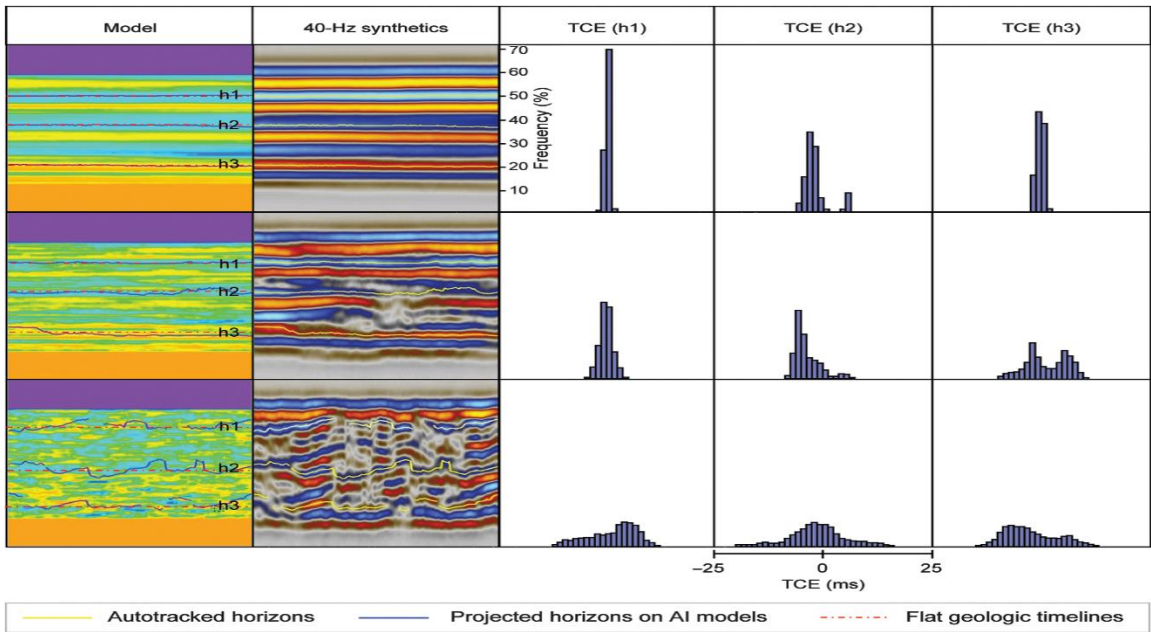 Model 40-Hz synthetics TCE (h1) TCE (h2) TCE (h3)
70
60
50
40
30
20
10
Frequency (%)
h1
h2
h3
h1
h2
h3
h1
h2
h3
–25 0 25
TCE (ms)
Autotracked horizons Projected horizons on AI models Flat geologic timelines